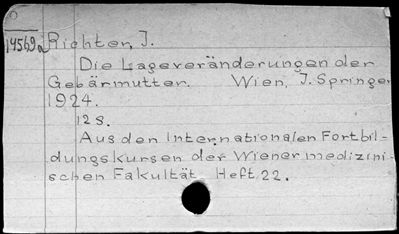 14569a Richter, J.
Die Lageveränderungen der
Gebärmutter. Wien, J. Springer
1924.
12 S.
Aus den Internationalen Fortbil-
dungskursen der Wiener medizini-
schen Fakultät Heft 22.